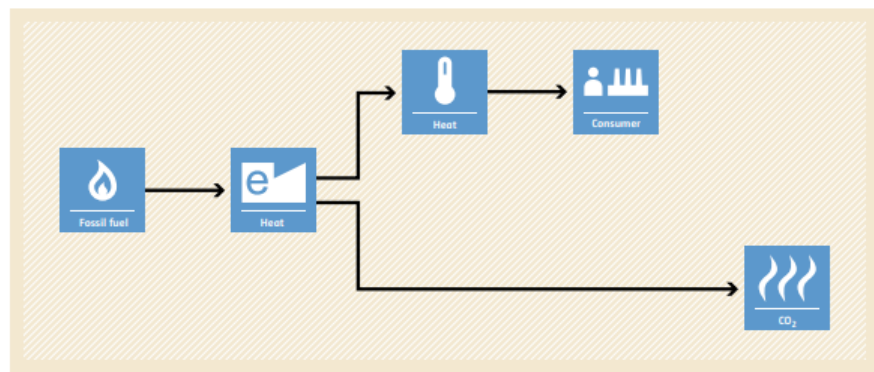 Heat
Consumer
Fossil fuel
e
Heat
CO₂